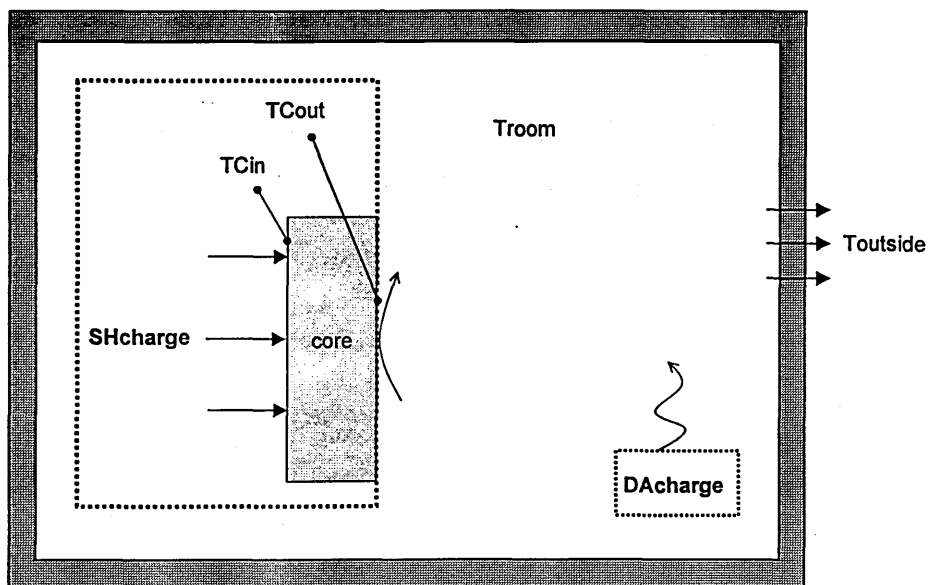 TCout
Troom
TCin
Toutside
SHcharge
core
DAcharge